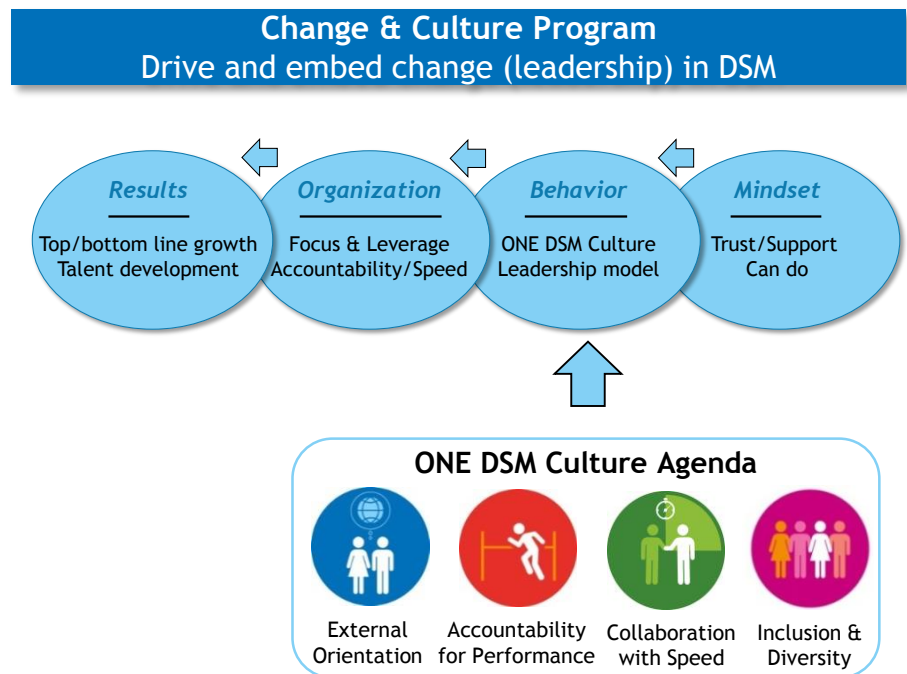 Change & Culture Program
Drive and embed change (leadership) in DSM
Results
Top/bottom line growth
Talent development
Organization
Focus & Leverage
Accountability/Speed
Behavior
ONE DSM Culture
Leadership model
Mindset
Trust/Support
Can do
ONE DSM Culture Agenda
External
Orientation
Accountability
for Performance
Collaboration
with Speed
Inclusion &
Diversity